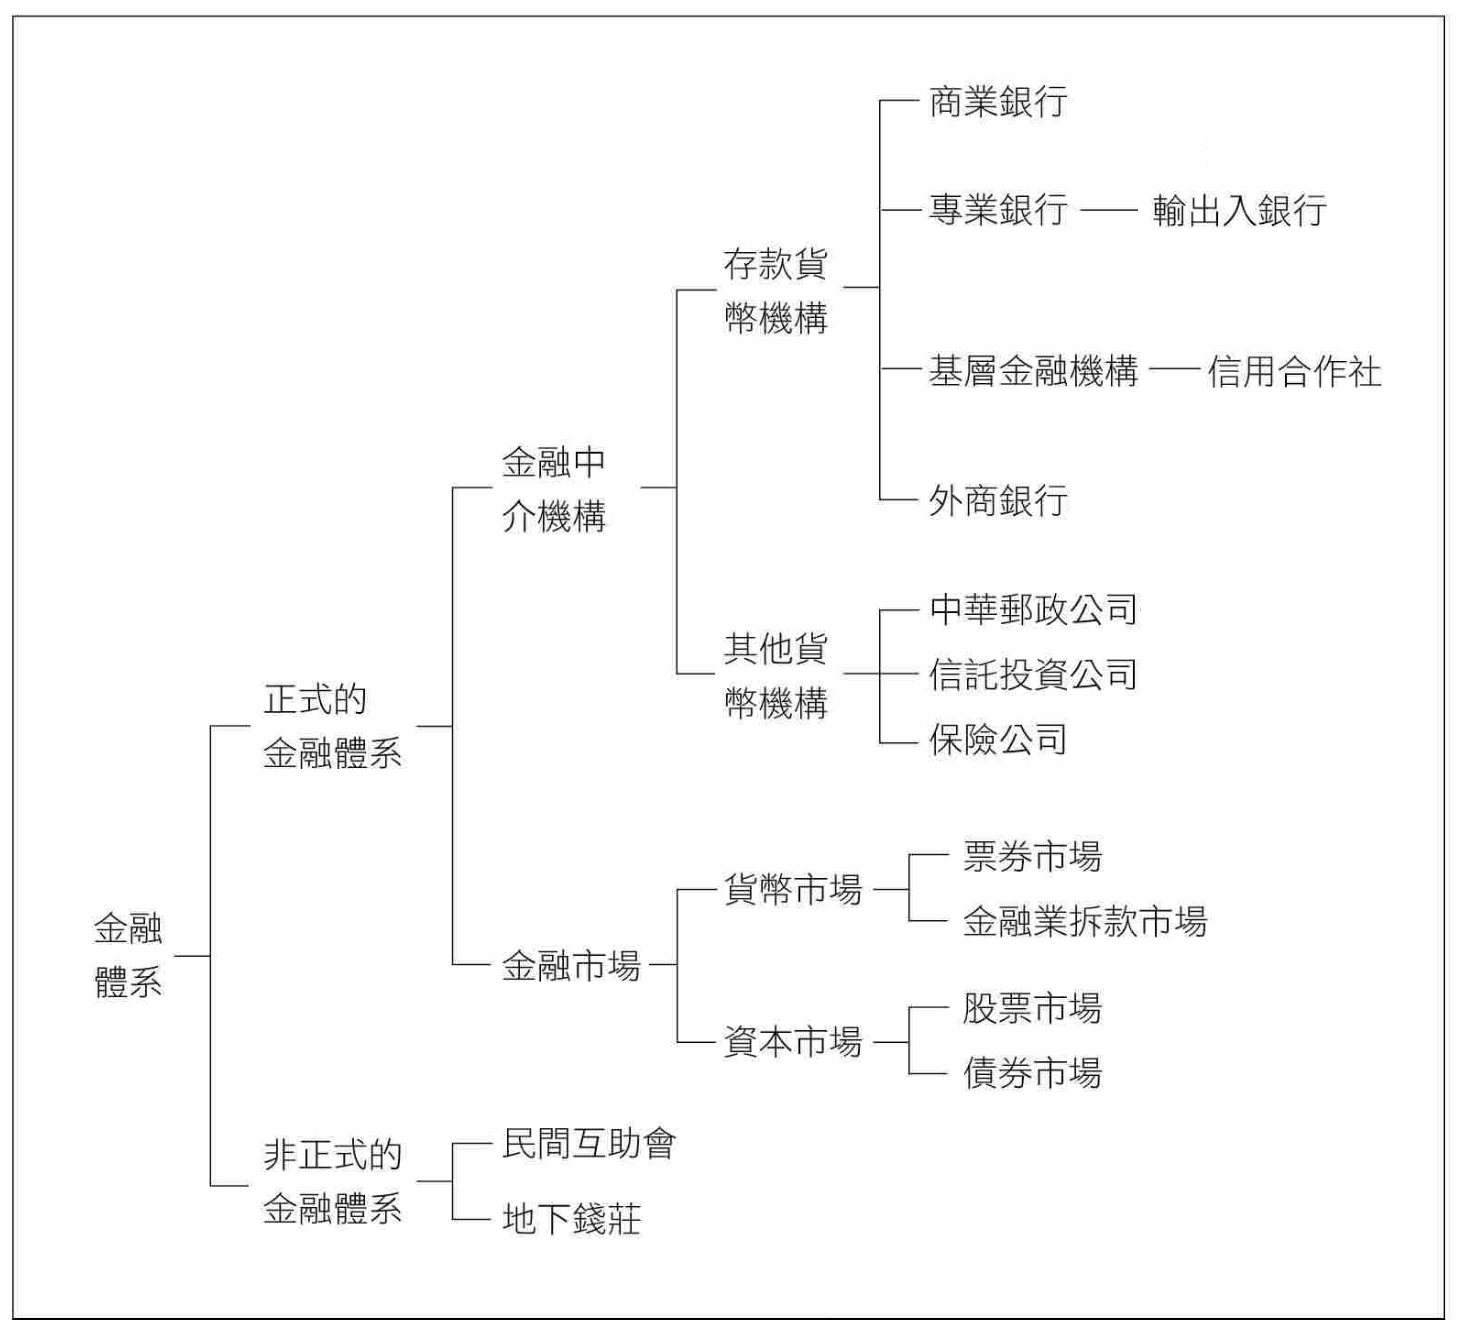 商業銀行
專業銀行
輸出入銀行
存款貨
幣機構
基層金融機構
信用合作社
金融中
介機構
外商銀行
中華郵政公司
其他貨
幣機構
信託投資公司
保險公司
正式的
金融體系
票券市場
貨幣市場
金融業拆款市場
金融
體系
金融市場
股票市場
資本市場
債券市場
非正式的
金融體系
民間互助會
地下錢莊